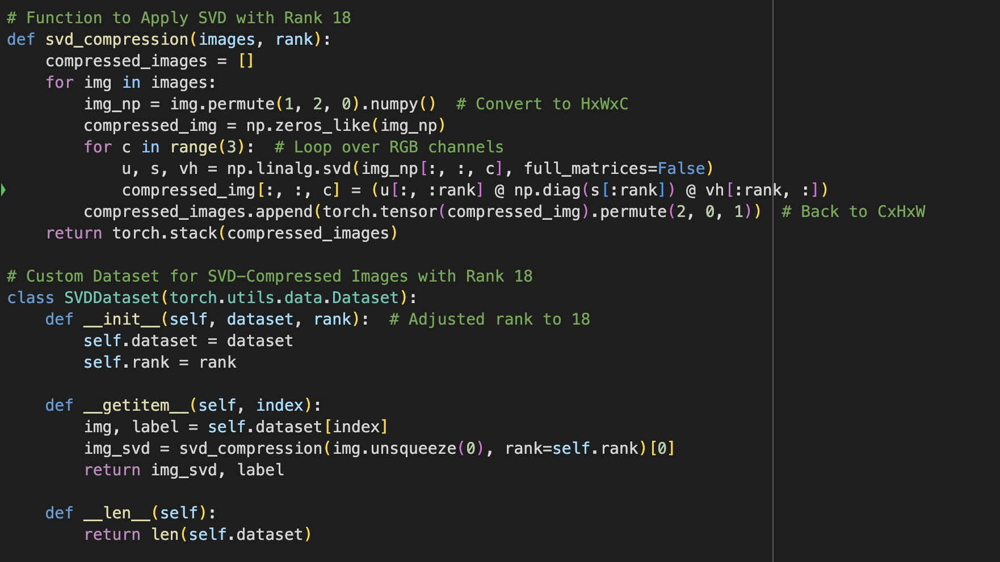 # Function to Apply SVD with Rank 18
def svd_compression(images, rank):
    compressed_images = []
    for img in images:
        img_np = img.permute(1, 2, 0).numpy()  # Convert to HxWxC
        compressed_img = np.zeros_like(img_np)
        for c in range(3):  # Loop over RGB channels
            u, s, vh = np.linalg.svd(img_np[:, :, c], full_matrices=False)
            compressed_img[:, :, c] = (u[:, :rank] @ np.diag(s[:rank]) @ vh[:rank, :])
        compressed_images.append(torch.tensor(compressed_img).permute(2, 0, 1))  # Back to CxHxW
    return torch.stack(compressed_images)

# Custom Dataset for SVD-Compressed Images with Rank 18
class SVDDataset(torch.utils.data.Dataset):
    def __init__(self, dataset, rank):  # Adjusted rank to 18
        self.dataset = dataset
        self.rank = rank

    def __getitem__(self, index):
        img, label = self.dataset[index]
        img_svd = svd_compression(img.unsqueeze(0), rank=self.rank)[0]
        return img_svd, label

    def __len__(self):
        return len(self.dataset)